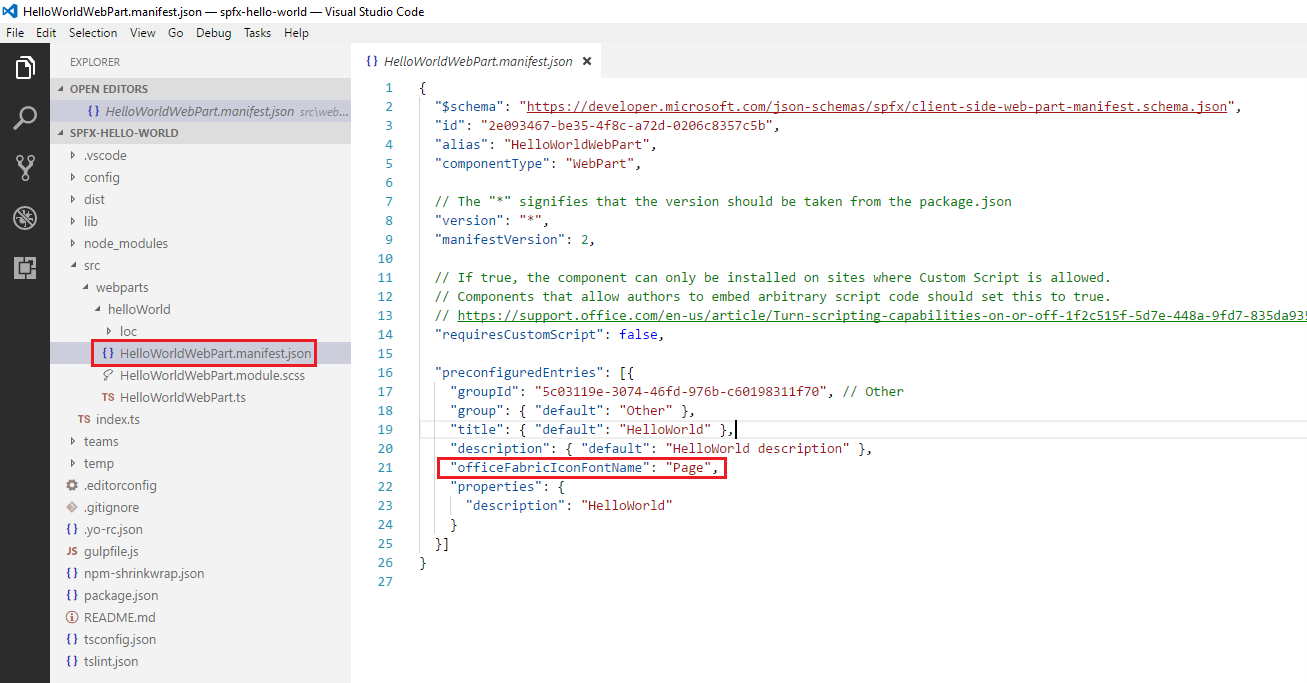 HelloWorldWebPart.manifest.json — spfx-hello-world — Visual Studio Code
File Edit Selection View Go Debug Tasks Help
EXPLORER
OPEN EDITORS
{} HelloWorldWebPart.manifest.json src\web...
SPFX-HELLO-WORLD
.vscode
config
dist
lib
node_modules
src
webparts
helloWorld
loc
{} HelloWorldWebPart.manifest.json
HelloWorldWebPart.module.scss
TS HelloWorldWebPart.ts
TS index.ts
teams
temp
.editorconfig
.gitignore
{} .yo-rc.json
JS gulpfile.js
{} npm-shrinkwrap.json
{} package.json
README.md
{} tsconfig.json
{} tslint.json
{} HelloWorldWebPart.manifest.json ×
1 {
2 "$schema": "https://developer.microsoft.com/json-schemas/spfx/client-side-web-part-manifest.schema.json",
3 "id": "2e093467-be35-4f8c-a72d-0206c8357c5b",
4 "alias": "HelloWorldWebPart",
5 "componentType": "WebPart",
6
7 // The "*" signifies that the version should be taken from the package.json
8 "version": "*",
9 "manifestVersion": 2,
10
11 // If true, the component can only be installed on sites where Custom Script is allowed.
12 // Components that allow authors to embed arbitrary script code should set this to true.
13 // https://support.office.com/en-us/article/Turn-scripting-capabilities-on-or-off-1f2c515f-5d7e-448a-9fd7-835da935
14 "requiresCustomScript": false,
15
16 "preconfiguredEntries": [{
17 "groupId": "5c03119e-3074-46fd-976b-c60198311f70", // Other
18 "group": { "default": "Other" },
19 "title": { "default": "HelloWorld" },
20 "description": { "default": "HelloWorld description" },
21 "officeFabricIconFontName": "Page",
22 "properties": {
23 "description": "HelloWorld"
24 }
25 }]
26 }
27